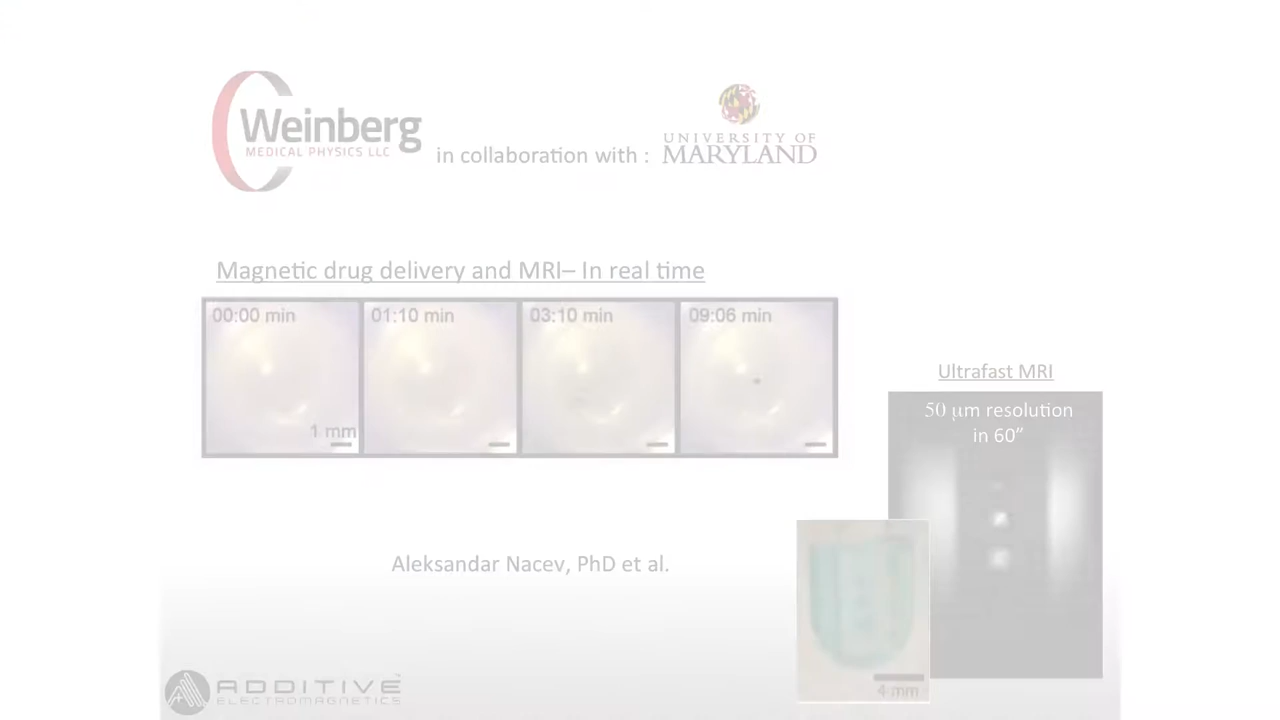 Weinberg
MEDICAL PHYSICS LLC
in collaboration with :
UNIVERSITY OF
MARYLAND
Magnetic drug delivery and MRI– In real time
00:00 min
01:10 min
03:10 min
09:06 min
1 mm
Ultrafast MRI
50 μm resolution
in 60”
Aleksandar Nacev, PhD et al.
4 mm
ADDITIVE
ELECTROMAGNETICS